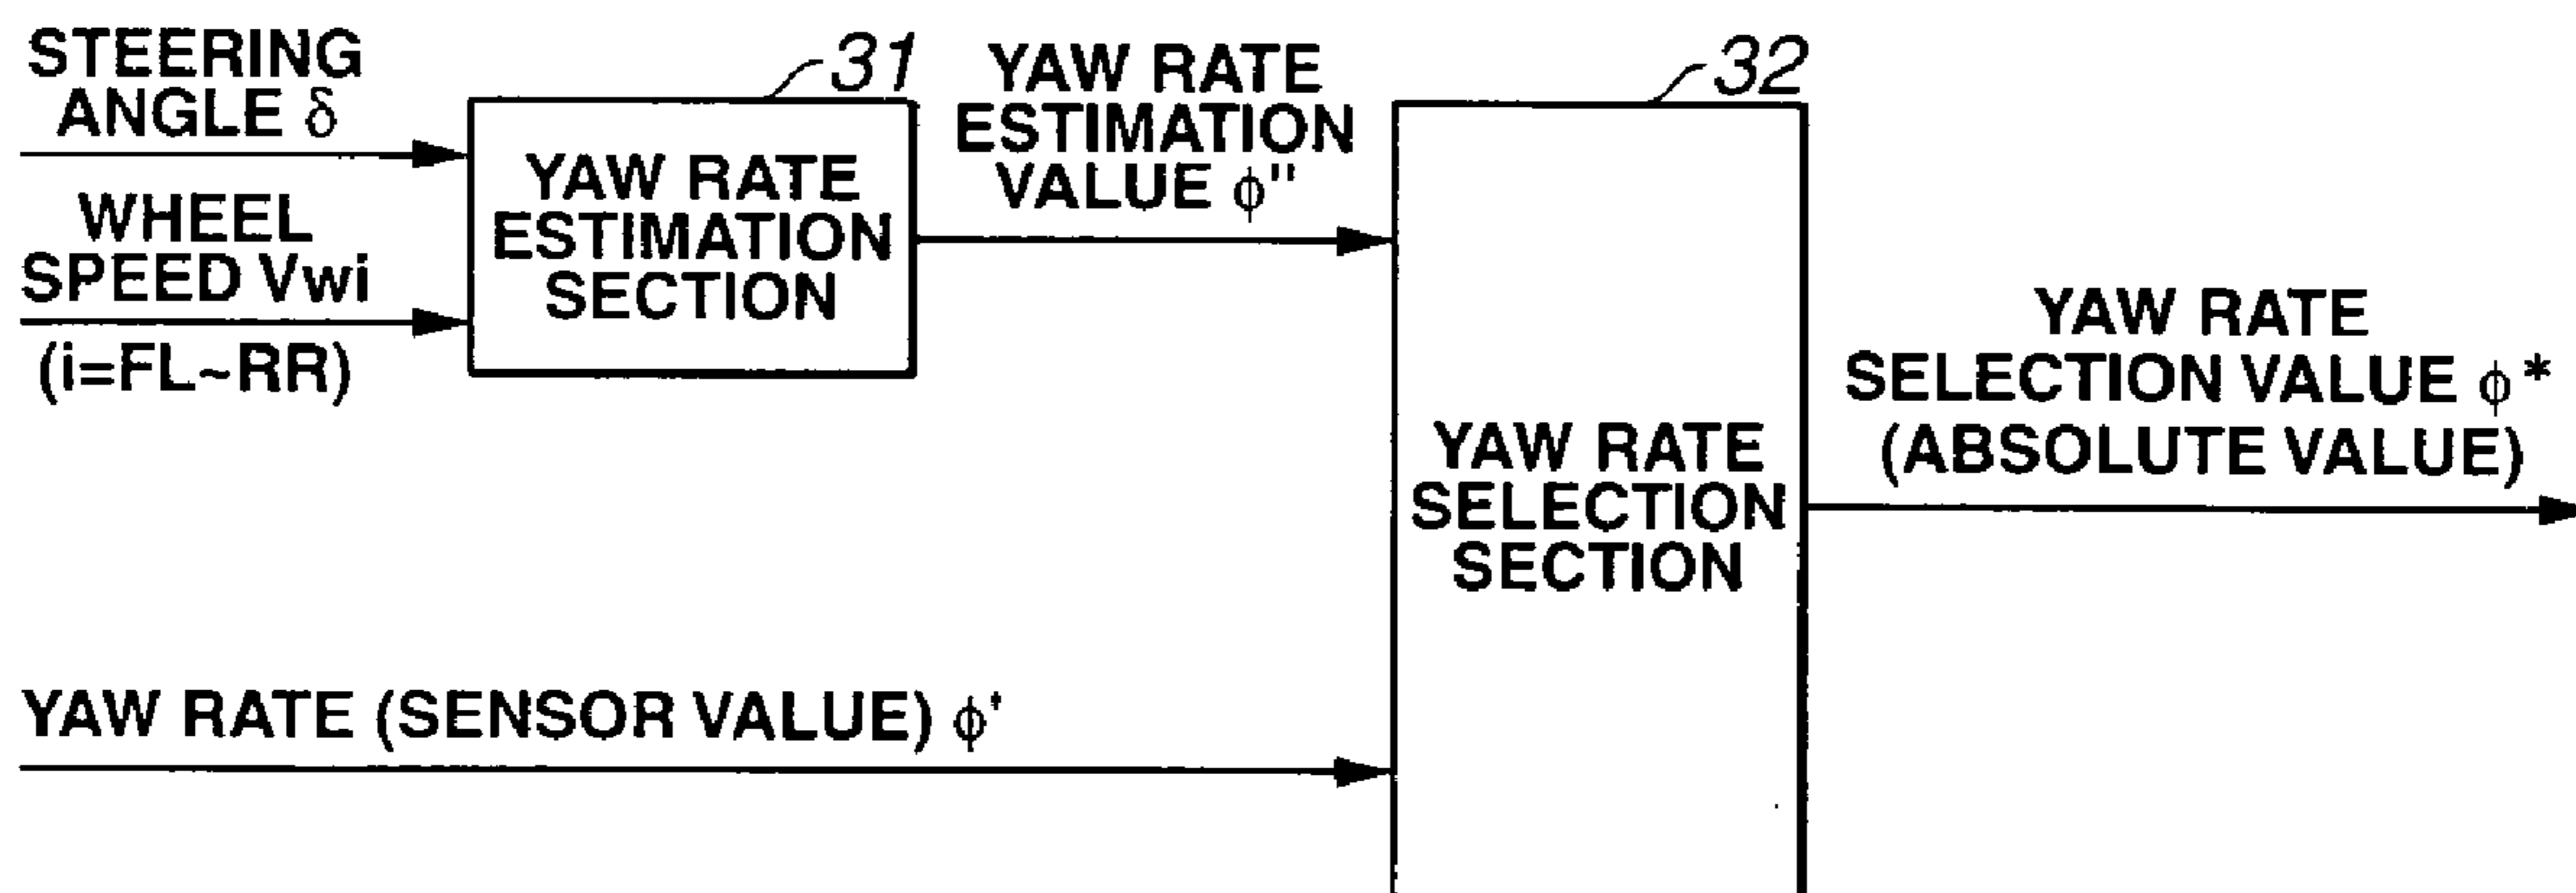 STEERING
ANGLE δ
31
YAW RATE
ESTIMATION
VALUE ϕ"
32
WHEEL
SPEED Vwi
(i=FL~RR)
YAW RATE
ESTIMATION
SECTION
YAW RATE
SELECTION VALUE ϕ*
(ABSOLUTE VALUE)
YAW RATE
SELECTION
SECTION
YAW RATE (SENSOR VALUE) ϕ'